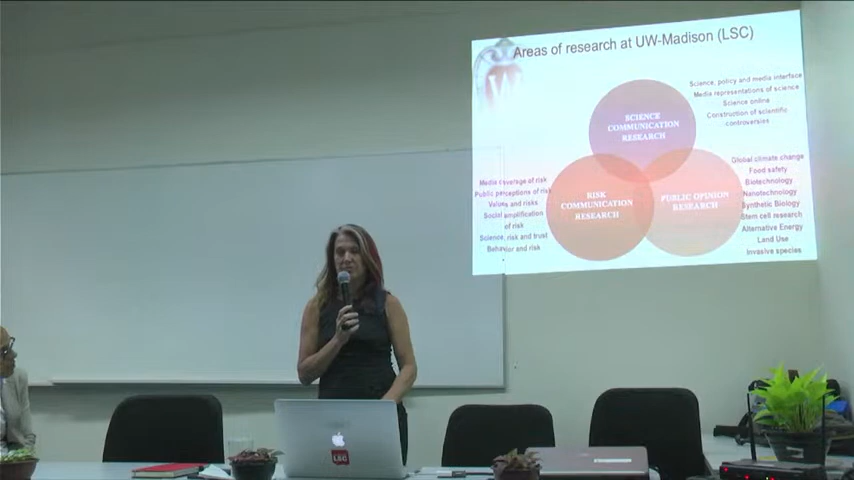 Areas of research at UW-Madison (LSC)
W
SCIENCE
COMMUNICATION
RESEARCH
Science, policy and media interface
Media representations of science
Science online
Construction of scientific
controversies
Media coverage of risk
Public perceptions of risk
Values and risks
Social amplification
of risk
Science, risk and trust
Behavior and risk
RISK
COMMUNICATION
RESEARCH
PUBLIC OPINION
RESEARCH
Global climate change
Food safety
Biotechnology
Nanotechnology
Synthetic Biology
Stem cell research
Alternative Energy
Land Use
Invasive species
LSC